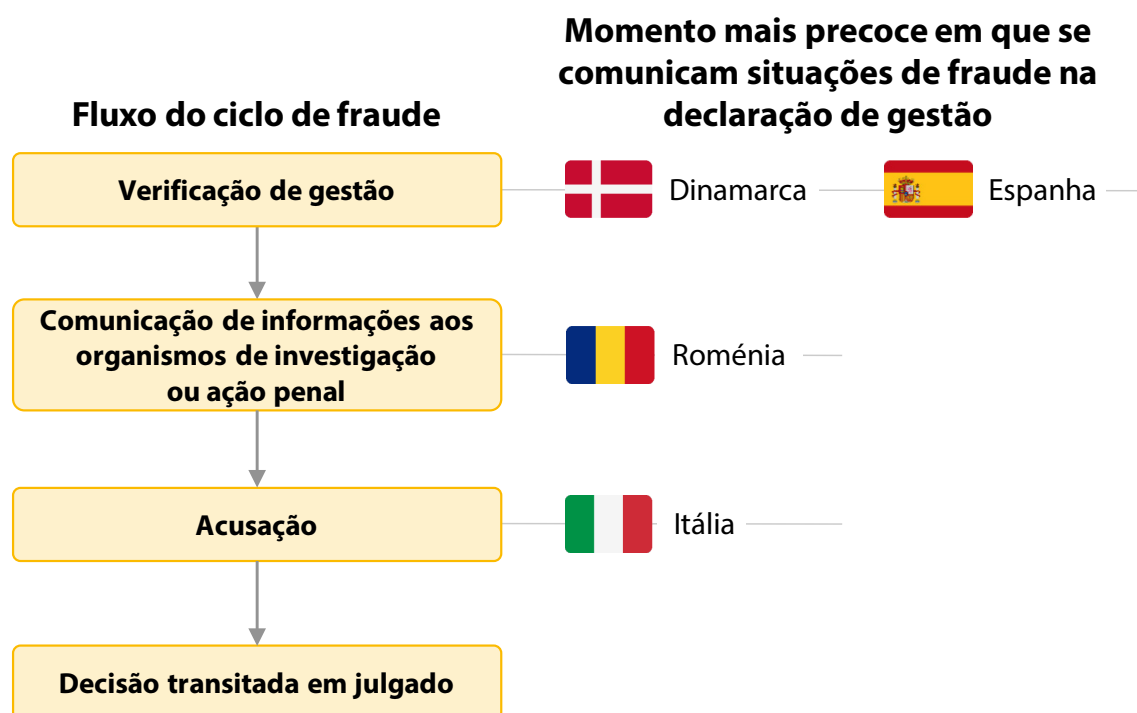 Momento mais precoce em que se
comunicam situações de fraude na
declaração de gestão
Fluxo do ciclo de fraude
Verificação de gestão
Dinamarca
Espanha
Comunicação de informações aos
organismos de investigação
ou ação penal
Roménia
Acusação
Itália
Decisão transitada em julgado